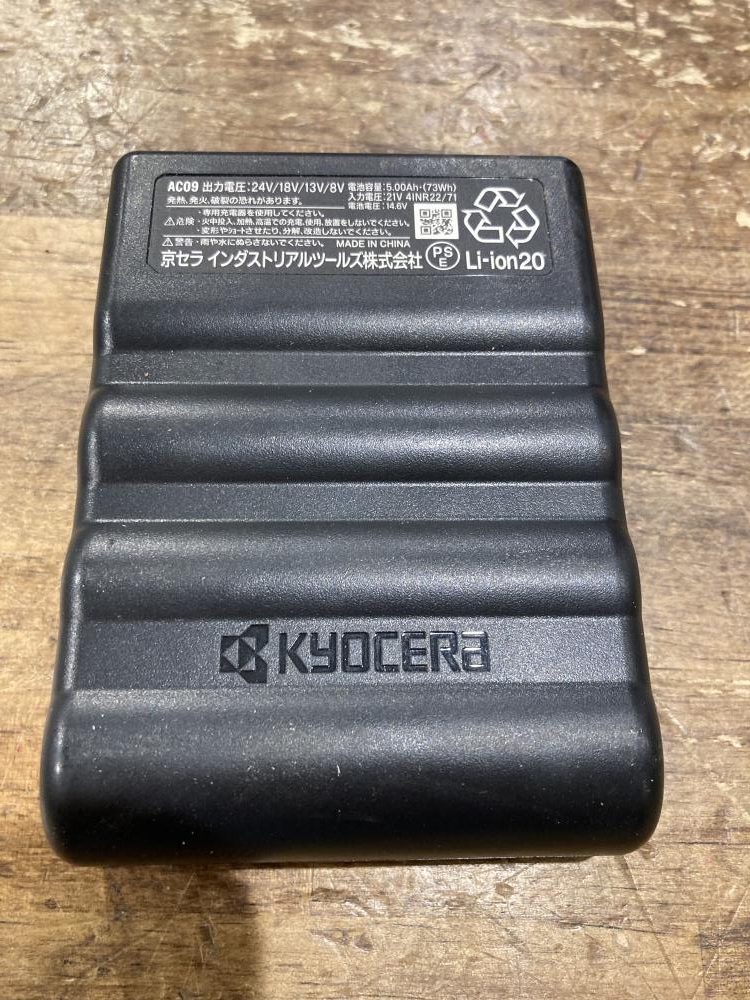 AC09 出力電圧:24V/18V/13V/8V 電池容量:5.00Ah・(73Wh)
発熱、発火、破裂の恐れがあります。 入力電圧:21V 4INR22/71
・専用充電器を使用してください。 電池電圧:14.6V
⚠危険・火中投入、加熱、高温での充電、使用、放置をしないでください。
・変形やショートさせたり、分解、改造しないでください。
⚠警告・雨や水にぬらさないでください。 MADE IN CHINA
京セラ インダストリアルツールズ株式会社 PSE Li-ion20
KYOCERA